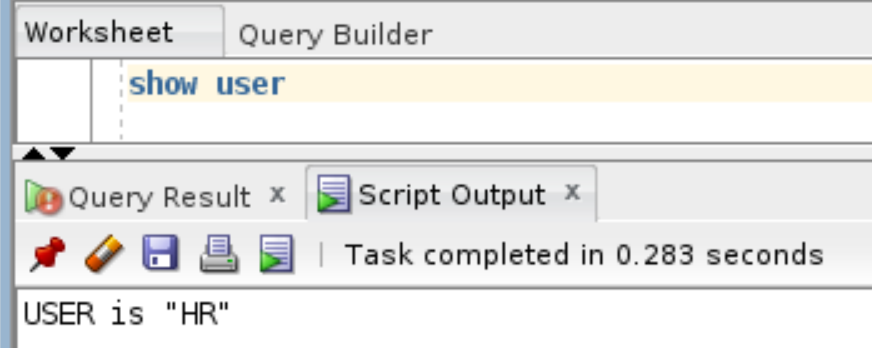 Worksheet Query Builder
show user
Query Result x Script Output x
Task completed in 0.283 seconds
USER is "HR"